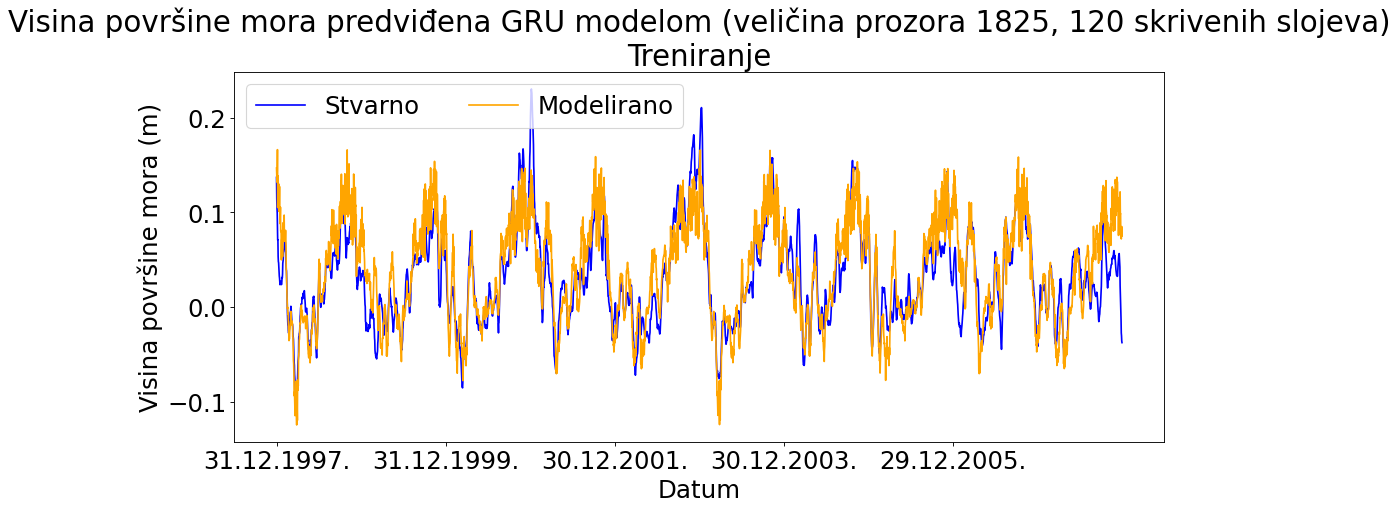 Visina površine mora predviđena GRU modelom (veličina prozora 1825, 120 skrivenih slojeva)
Treniranje
Stvarno
Modelirano
Visina površine mora (m)
0.2
0.1
0.0
−0.1
31.12.1997.
31.12.1999.
30.12.2001.
30.12.2003.
29.12.2005.
Datum